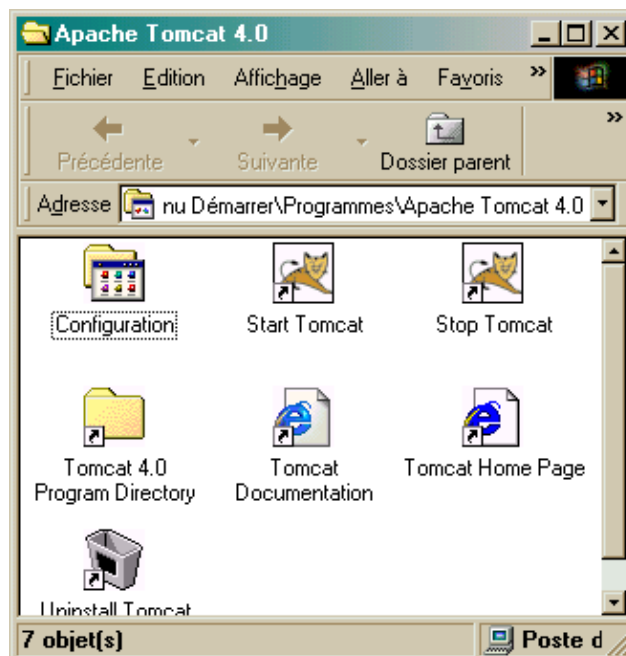 Apache Tomcat 4.0
Fichier Edition Affichage Aller à Favoris »
Précédente Suivante Dossier parent »
Adresse nu Démarrer\Programmes\Apache Tomcat 4.0
Configuration Start Tomcat Stop Tomcat
Tomcat 4.0 Tomcat Tomcat Home Page
Program Directory Documentation
Uninstall Tomcat
7 objet(s) Poste d